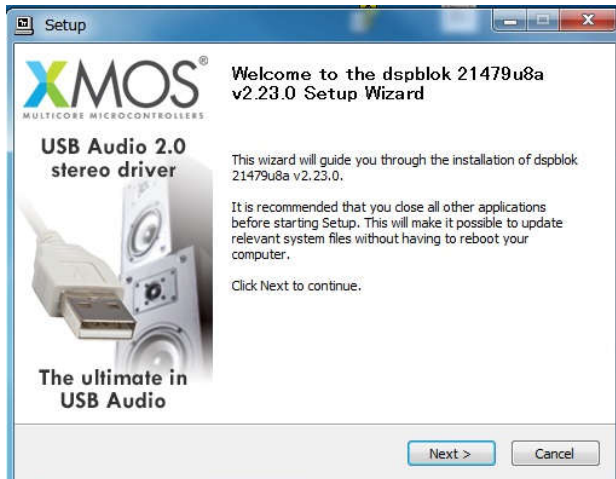 Setup
XMOS®
MULTICORE MICROCONTROLLERS
USB Audio 2.0
stereo driver
The ultimate in
USB Audio
Welcome to the dspblok 21479u8a
v2.23.0 Setup Wizard
This wizard will guide you through the installation of dspblok
21479u8a v2.23.0.
It is recommended that you close all other applications
before starting Setup. This will make it possible to update
relevant system files without having to reboot your
computer.
Click Next to continue.
Next >
Cancel